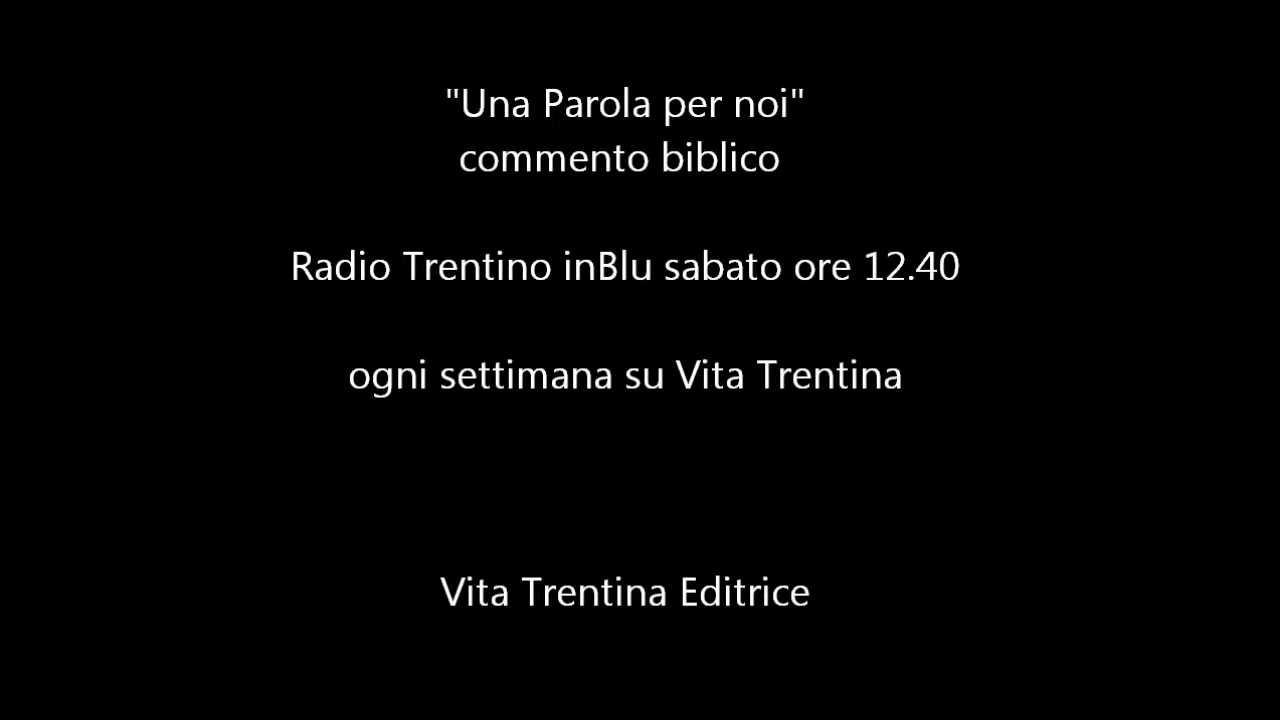 "Una Parola per noi"
commento biblico
Radio Trentino inBlu sabato ore 12.40
ogni settimana su Vita Trentina
Vita Trentina Editrice